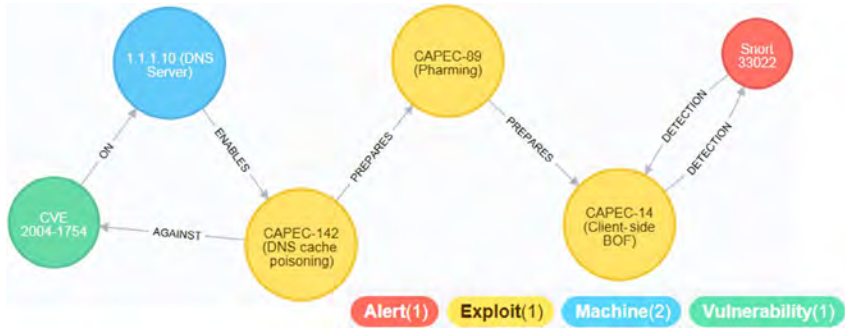 1.1.1.10 (DNS
Server)
CAPEC-89
(Pharming)
Snort
33022
ON
ENABLES
PREPARES
PREPARES
DETECTION
DETECTION
CVE
2004-1754
AGAINST
CAPEC-142
(DNS cache
poisoning)
CAPEC-14
(Client-side
BOF)
Alert(1) Exploit(1) Machine(2) Vulnerability(1)